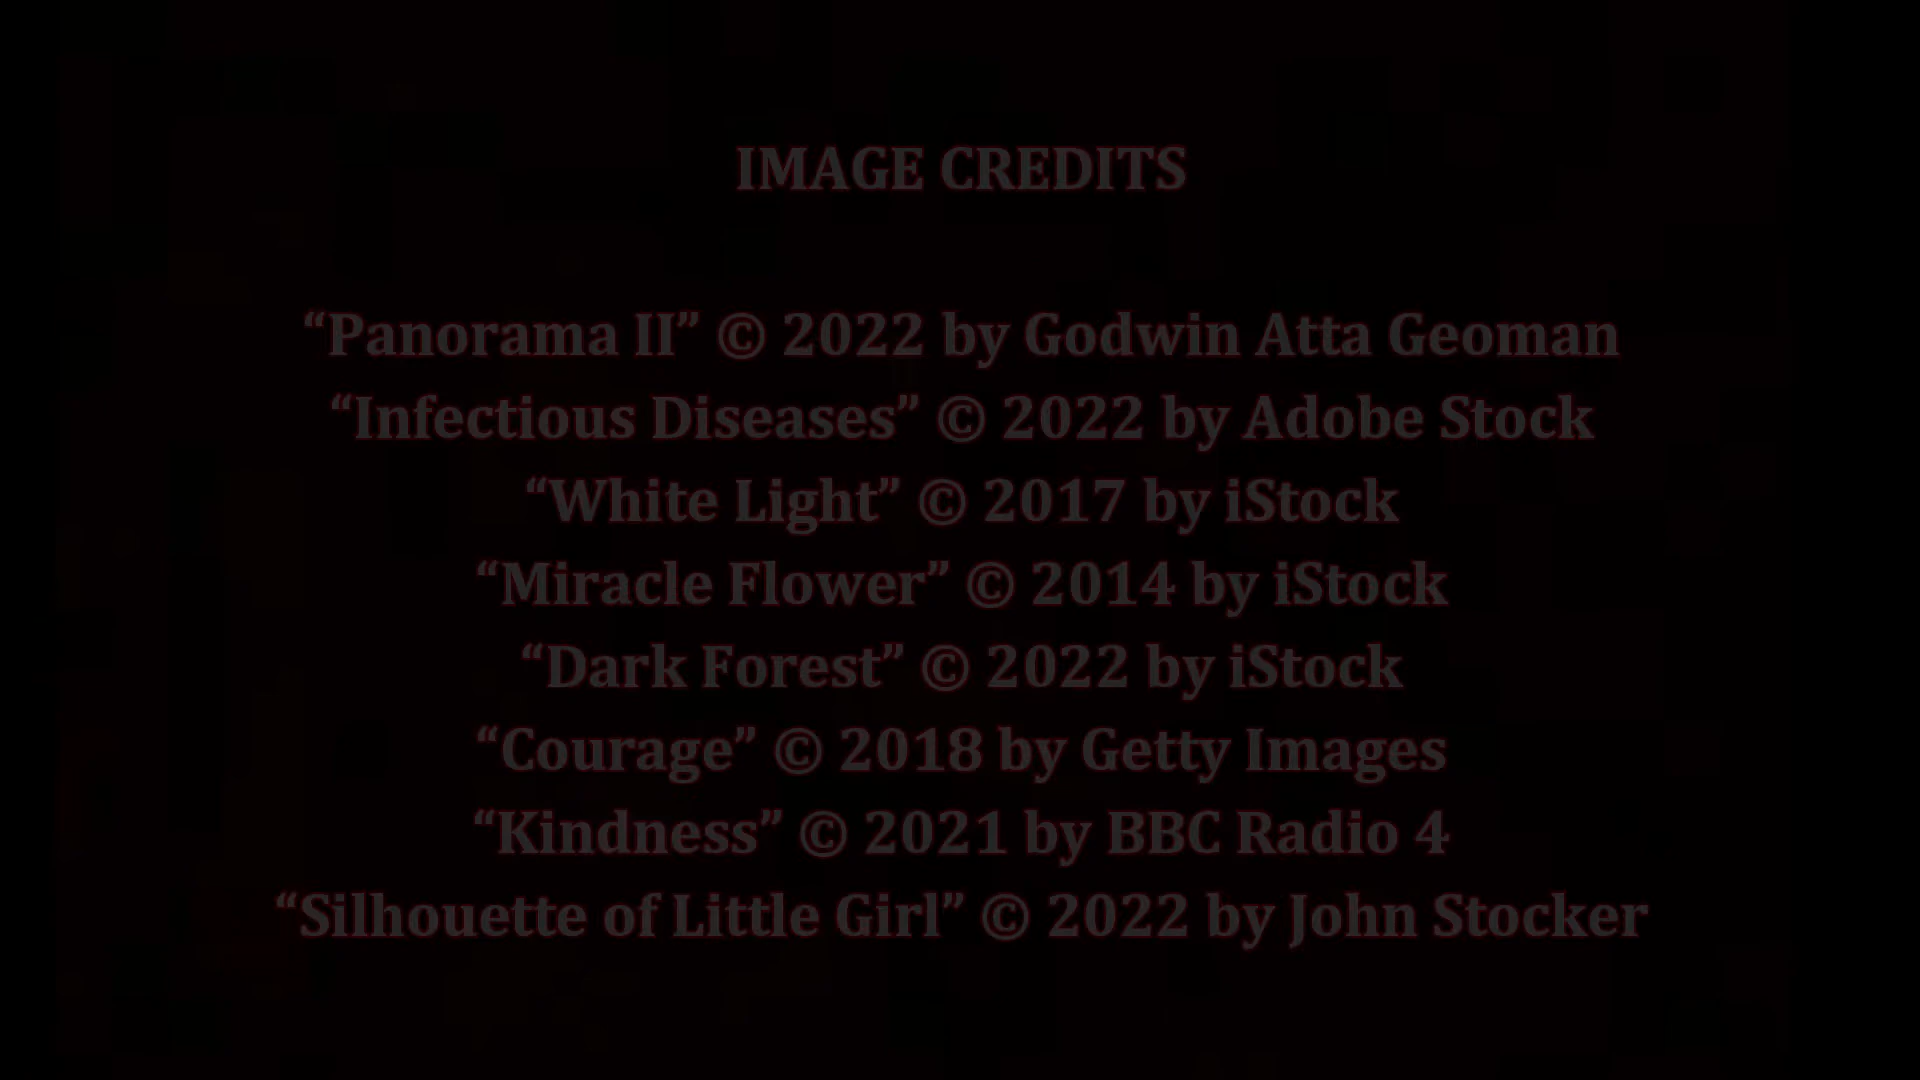 IMAGE CREDITS
“Panorama II” © 2022 by Godwin Atta Geoman
“Infectious Diseases” © 2022 by Adobe Stock
“White Light” © 2017 by iStock
“Miracle Flower” © 2014 by iStock
“Dark Forest” © 2022 by iStock
“Courage” © 2018 by Getty Images
“Kindness” © 2021 by BBC Radio 4
“Silhouette of Little Girl” © 2022 by John Stocker